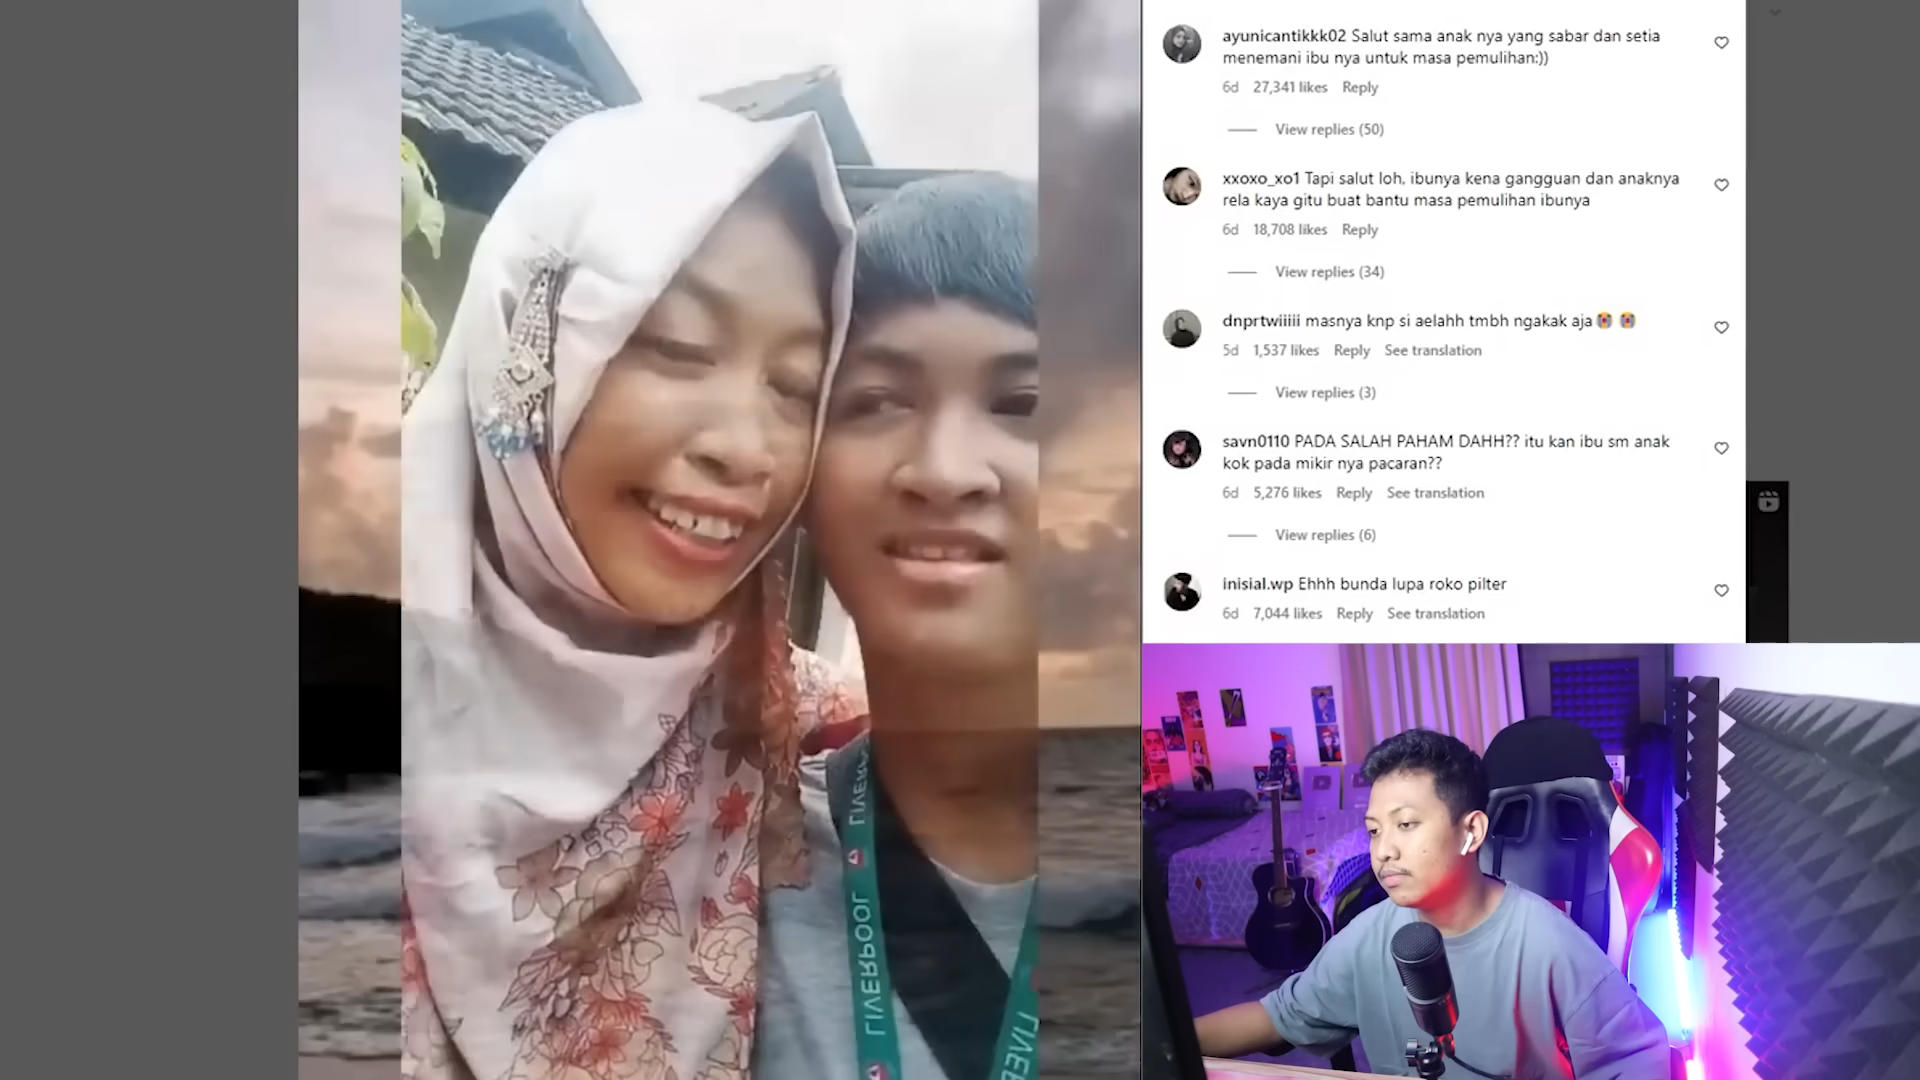 ayunicantikkk02 Salut sama anak nya yang sabar dan setia
menemani ibu nya untuk masa pemulihan:))
6d 27,341 likes Reply
View replies (50)
xxoxo_xo1 Tapi salut loh, ibunya kena gangguan dan anaknya
rela kaya gitu buat bantu masa pemulihan ibunya
6d 18,708 likes Reply
View replies (34)
dnprtwiiiii masnya knp si aelahh tmbh ngakak aja😭 😭
5d 1,537 likes Reply See translation
View replies (3)
savn0110 PADA SALAH PAHAM DAHH?? itu kan ibu sm anak
kok pada mikir nya pacaran??
6d 5,276 likes Reply See translation
View replies (6)
inisial.wp Ehhh bunda lupa roko pilter
6d 7,044 likes Reply See translation
LIVERPOOL